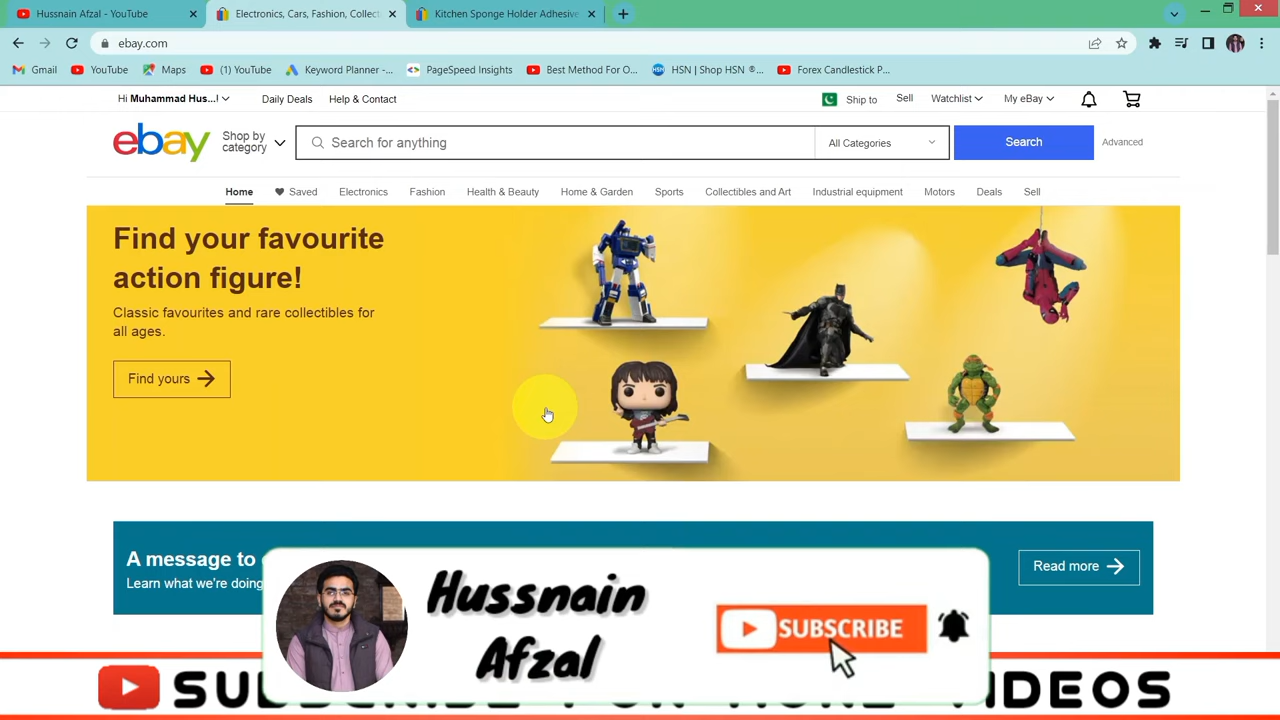 Hussnain Afzal - YouTube
Electronics, Cars, Fashion, Collect
Kitchen Sponge Holder Adhesive
ebay.com
Gmail
YouTube
Maps
(1) YouTube
Keyword Planner -...
PageSpeed Insights
Best Method For O...
HSN | Shop HSN ®...
Forex Candlestick P...
Hi Muhammad Hus...!
Daily Deals
Help & Contact
Ship to
Sell
Watchlist
My eBay
ebay
Shop by
category
Search for anything
All Categories
Search
Advanced
Home
Saved
Electronics
Fashion
Health & Beauty
Home & Garden
Sports
Collectibles and Art
Industrial equipment
Motors
Deals
Sell
Find your favourite
action figure!
Classic favourites and rare collectibles for
all ages.
Find yours
A message to
Learn what we're doing
Read more
Hussnain
Afzal
SUBSCRIBE